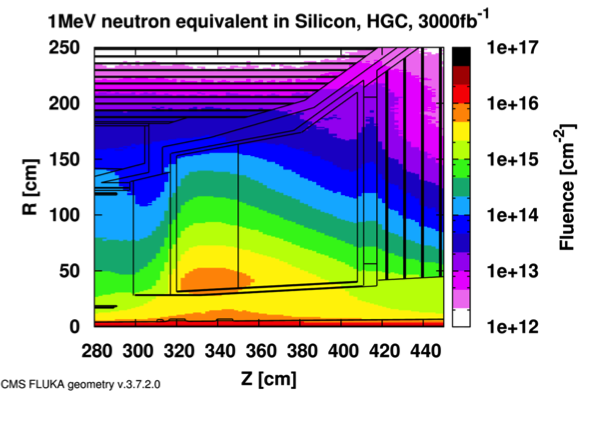 1MeV neutron equivalent in Silicon, HGC, 3000fb⁻¹
250
200
150
100
50
0
R [cm]
280 300 320 340 360 380 400 420 440
Z [cm]
1e+17
1e+16
1e+15
1e+14
1e+13
1e+12
Fluence [cm⁻²]
CMS FLUKA geometry v.3.7.2.0